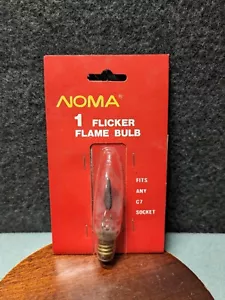 NOMA®
1 FLICKER
FLAME BULB
FITS
ANY
C7
SOCKET